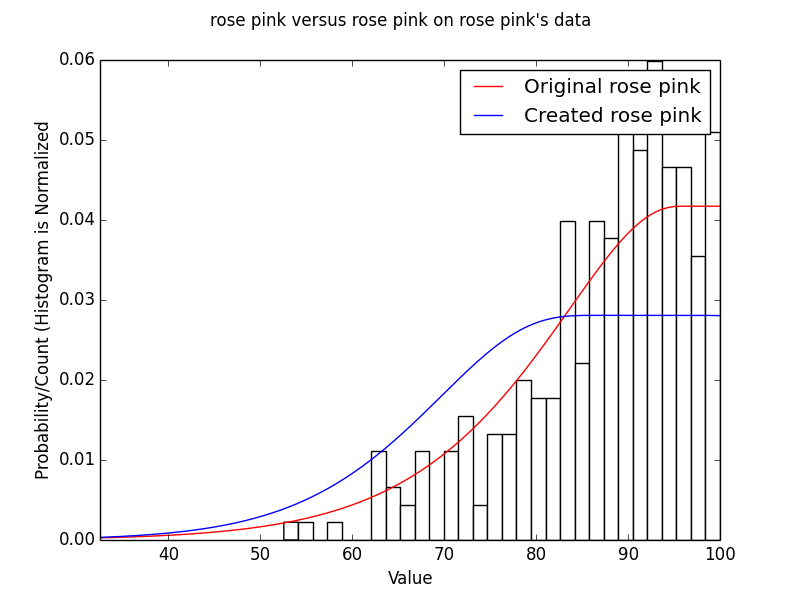 rose pink versus rose pink on rose pink's data
Original rose pink
Created rose pink
Probability/Count (Histogram is Normalized
0.06
0.05
0.04
0.03
0.02
0.01
0.00
40 50 60 70 80 90 100
Value